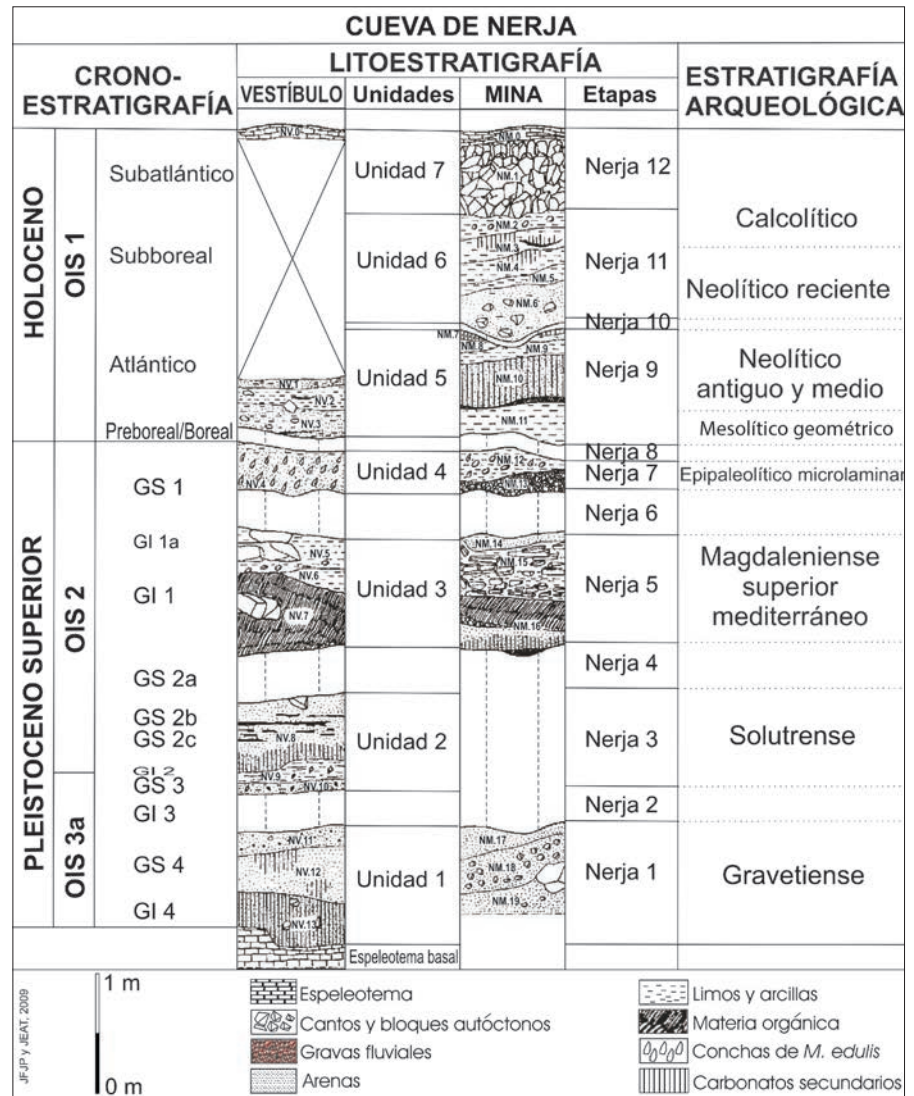 CUEVA DE NERJA
CRONO-
ESTRATIGRAFÍA
LITOESTRATIGRAFÍA
VESTÍBULO
Unidades
MINA
Etapas
ESTRATIGRAFÍA
ARQUEOLÓGICA
HOLOCENO
PLEISTOCENO SUPERIOR
OIS 1
OIS 2
OIS 3a
Subatlántico
Subboreal
Atlántico
Preboreal/Boreal
GS 1
GI 1a
GI 1
GS 2a
GS 2b
GS 2c
GI 2
GS 3
GI 3
GS 4
GI 4
NV.0
NV.1
NV.2
NV.3
NV.4
NV.5
NV.6
NV.7
NV.8
NV.9
NV.10
NV.11
NV.12
NV.13
Unidad 7
Unidad 6
Unidad 5
Unidad 4
Unidad 3
Unidad 2
Unidad 1
Espeleotema basal
NM.0
NM.1
NM.2
NM.3
NM.4
NM.5
NM.6
NM.7
NM.8
NM.9
NM.10
NM.11
NM.12
NM.13
NM.14
NM.15
NM.16
NM.17
NM.18
NM.19
Nerja 12
Nerja 11
Nerja 10
Nerja 9
Nerja 8
Nerja 7
Nerja 6
Nerja 5
Nerja 4
Nerja 3
Nerja 2
Nerja 1
Calcolítico
Neolítico reciente
Neolítico
antiguo y medio
Mesolítico geométrico
Epipaleolítico microlaminar
Magdaleniense
superior
mediterráneo
Solutrense
Gravetiense
JFJP y JEAT, 2009
1 m
0 m
Espeleotema
Cantos y bloques autóctonos
Gravas fluviales
Arenas
Limos y arcillas
Materia orgánica
Conchas de M. edulis
Carbonatos secundarios